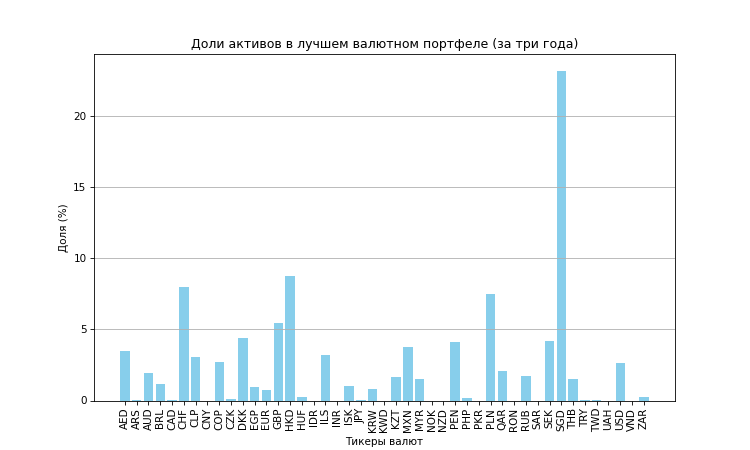 Доли активов в лучшем валютном портфеле (за три года)
Доля (%)
20
15
10
5
0
AED ARS AUD BRL CAD CHF CLP CNY COP CZK DKK EGP EUR GBP HKD HUF IDR ILS INR ISK JPY KRW KWD KZT MXN MYR NOK NZD PEN PHP PKR PLN QAR RON RUB SAR SEK SGD THB TRY TWD UAH USD VND ZAR
Тикеры валют